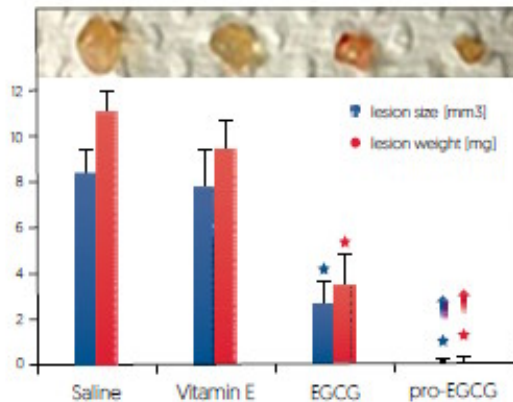 12
10
8
6
4
2
0
lesion size [mm3]
lesion weight [mg]
Saline Vitamin E EGCG pro-EGCG